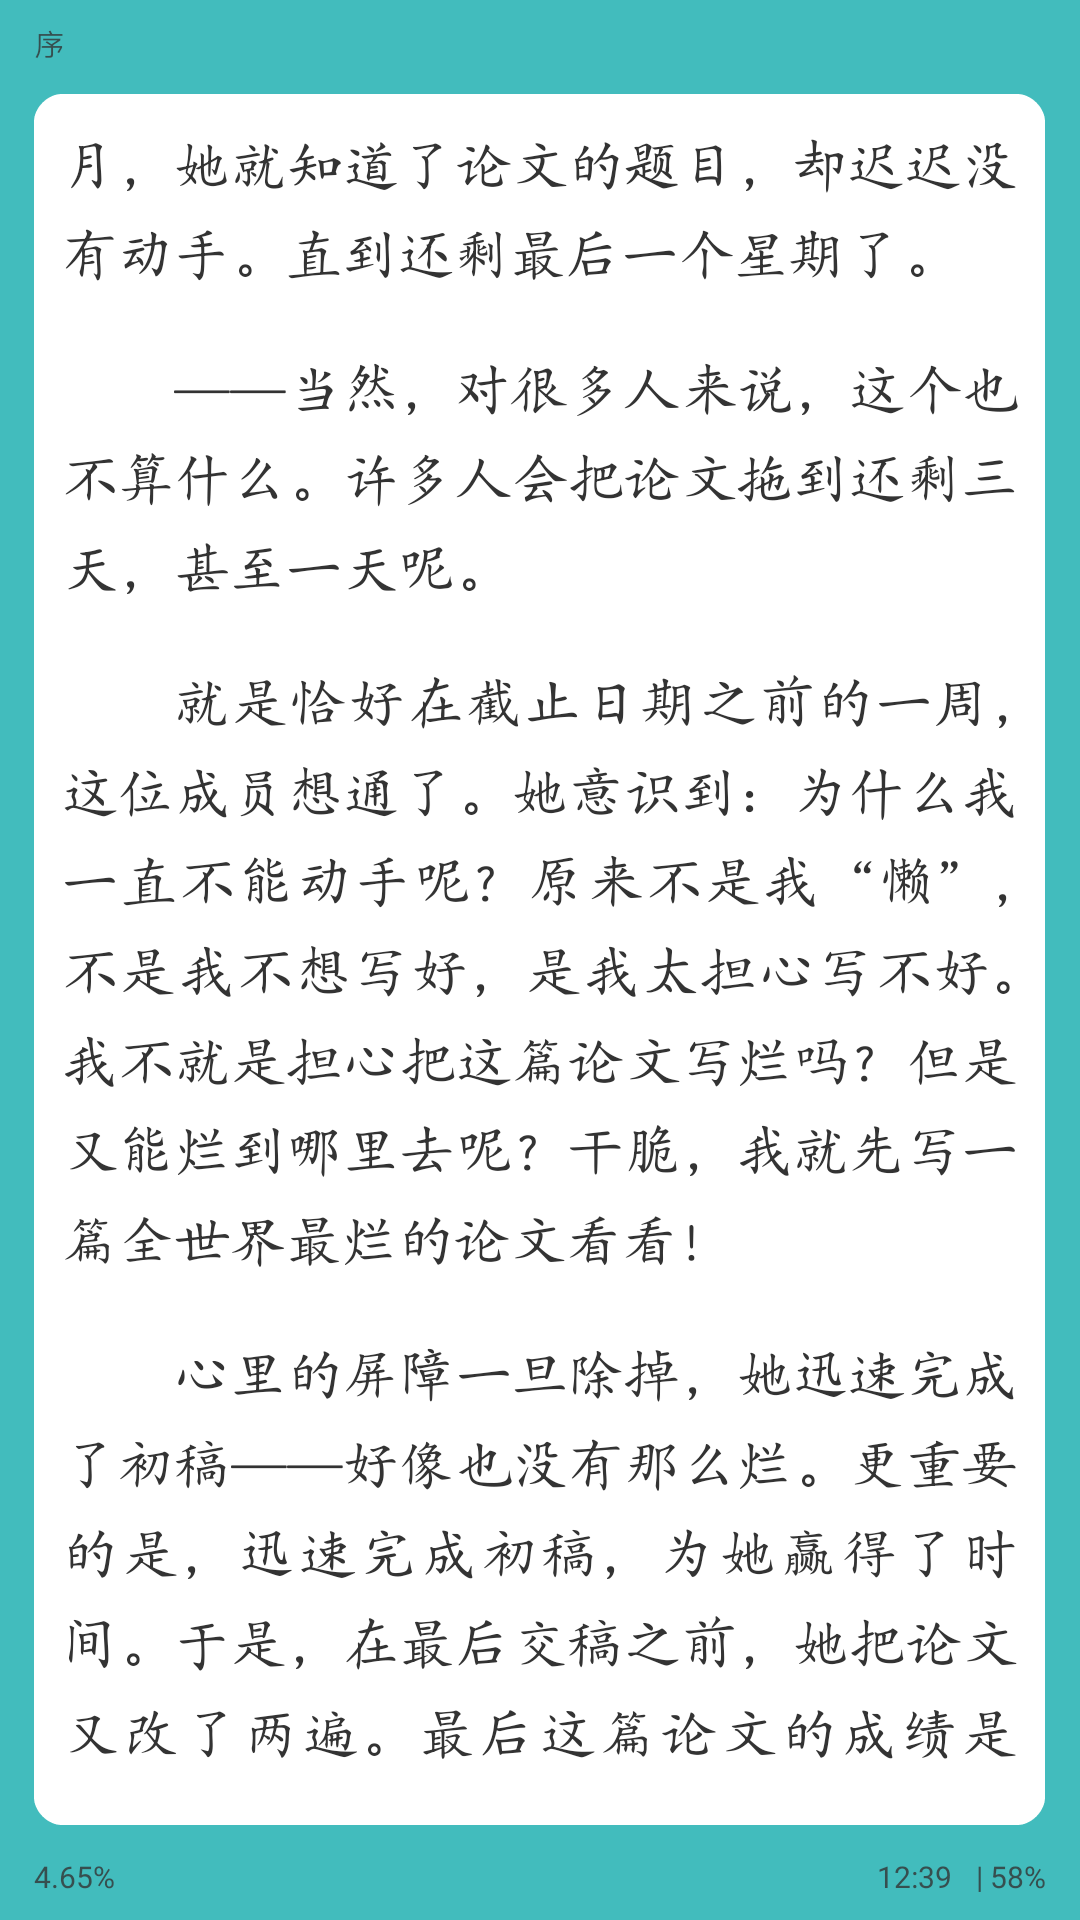 序
月，她就知道了论文的题目，却迟迟没
有动手。直到还剩最后一个星期了。
——当然，对很多人来说，这个也
不算什么。许多人会把论文拖到还剩三
天，甚至一天呢。
就是恰好在截止日期之前的一周，
这位成员想通了。她意识到：为什么我
一直不能动手呢？原来不是我“懒”，
不是我不想写好，是我太担心写不好。
我不就是担心把这篇论文写烂吗？但是
又能烂到哪里去呢？干脆，我就先写一
篇全世界最烂的论文看看！
心里的屏障一旦除掉，她迅速完成
了初稿——好像也没有那么烂。更重要
的是，迅速完成初稿，为她赢得了时
间。于是，在最后交稿之前，她把论文
又改了两遍。最后这篇论文的成绩是
4.65%
12:39 | 58%